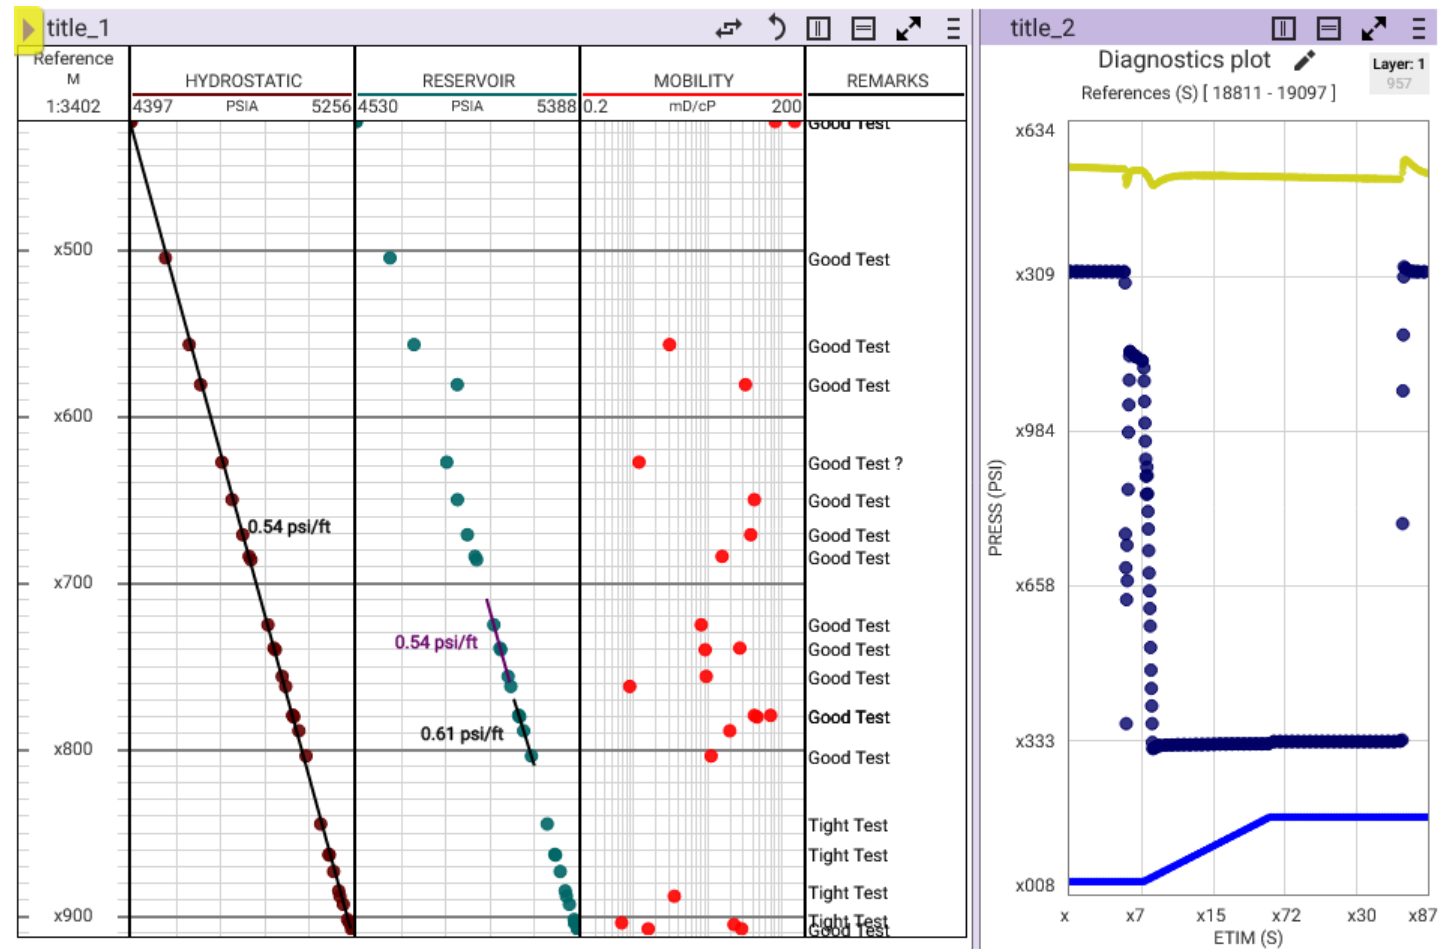 title_1
Reference
M
1:3402
HYDROSTATIC
4397 PSIA 5256
RESERVOIR
4530 PSIA 5388
MOBILITY
0.2 mD/cP 200
REMARKS
Good Test
x500
Good Test
Good Test
Good Test
x600
Good Test ?
Good Test
0.54 psi/ft
Good Test
Good Test
x700
Good Test
0.54 psi/ft
Good Test
Good Test
Good Test
0.61 psi/ft
x800
Good Test
Tight Test
Tight Test
Tight Test
x900
Tight Test
Good Test
title_2
Diagnostics plot
Layer: 1
957
References (S) [ 18811 - 19097 ]
x634
x309
x984
x658
x333
x008
PRESS (PSI)
x x7 x15 x72 x30 x87
ETIM (S)